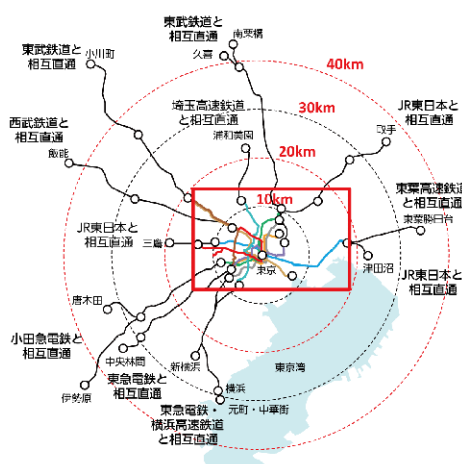 東武鉄道と
相互直通
南栗橋
久喜
東武鉄道と
相互直通
小川町
40km
埼玉高速鉄道
と相互直通
30km
JR東日本と
相互直通
西武鉄道と
相互直通
飯能
浦和美園
取手
20km
東葉高速鉄道
と相互直通
10km
東葉勝田台
JR東日本と
相互直通
三鷹
東京
津田沼
JR東日本と
相互直通
唐木田
小田急電鉄と
相互直通
中央林間
新横浜
東京湾
東急電鉄
と相互直通
伊勢原
横浜
元町・中華街
東急電鉄・
横浜高速鉄道
と相互直通